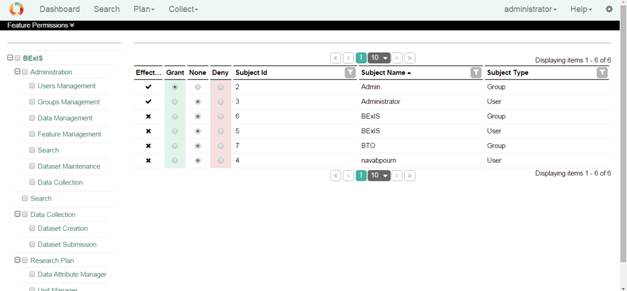 Dashboard Search Plan Collect administrator Help
Feature Permissions
BExIS
Administration
Users Management
Groups Management
Data Management
Feature Management
Search
Dataset Maintenance
Data Collection
Search
Data Collection
Dataset Creation
Dataset Submission
Research Plan
Data Attribute Manager
Unit Manager
1 10 Displaying items 1 - 6 of 6
Effect... Grant None Deny Subject Id Subject Name Subject Type
2 Admin Group
3 Administrator User
6 BExIS Group
5 BExIS User
7 BTO Group
4 navabpourn User
1 10 Displaying items 1 - 6 of 6